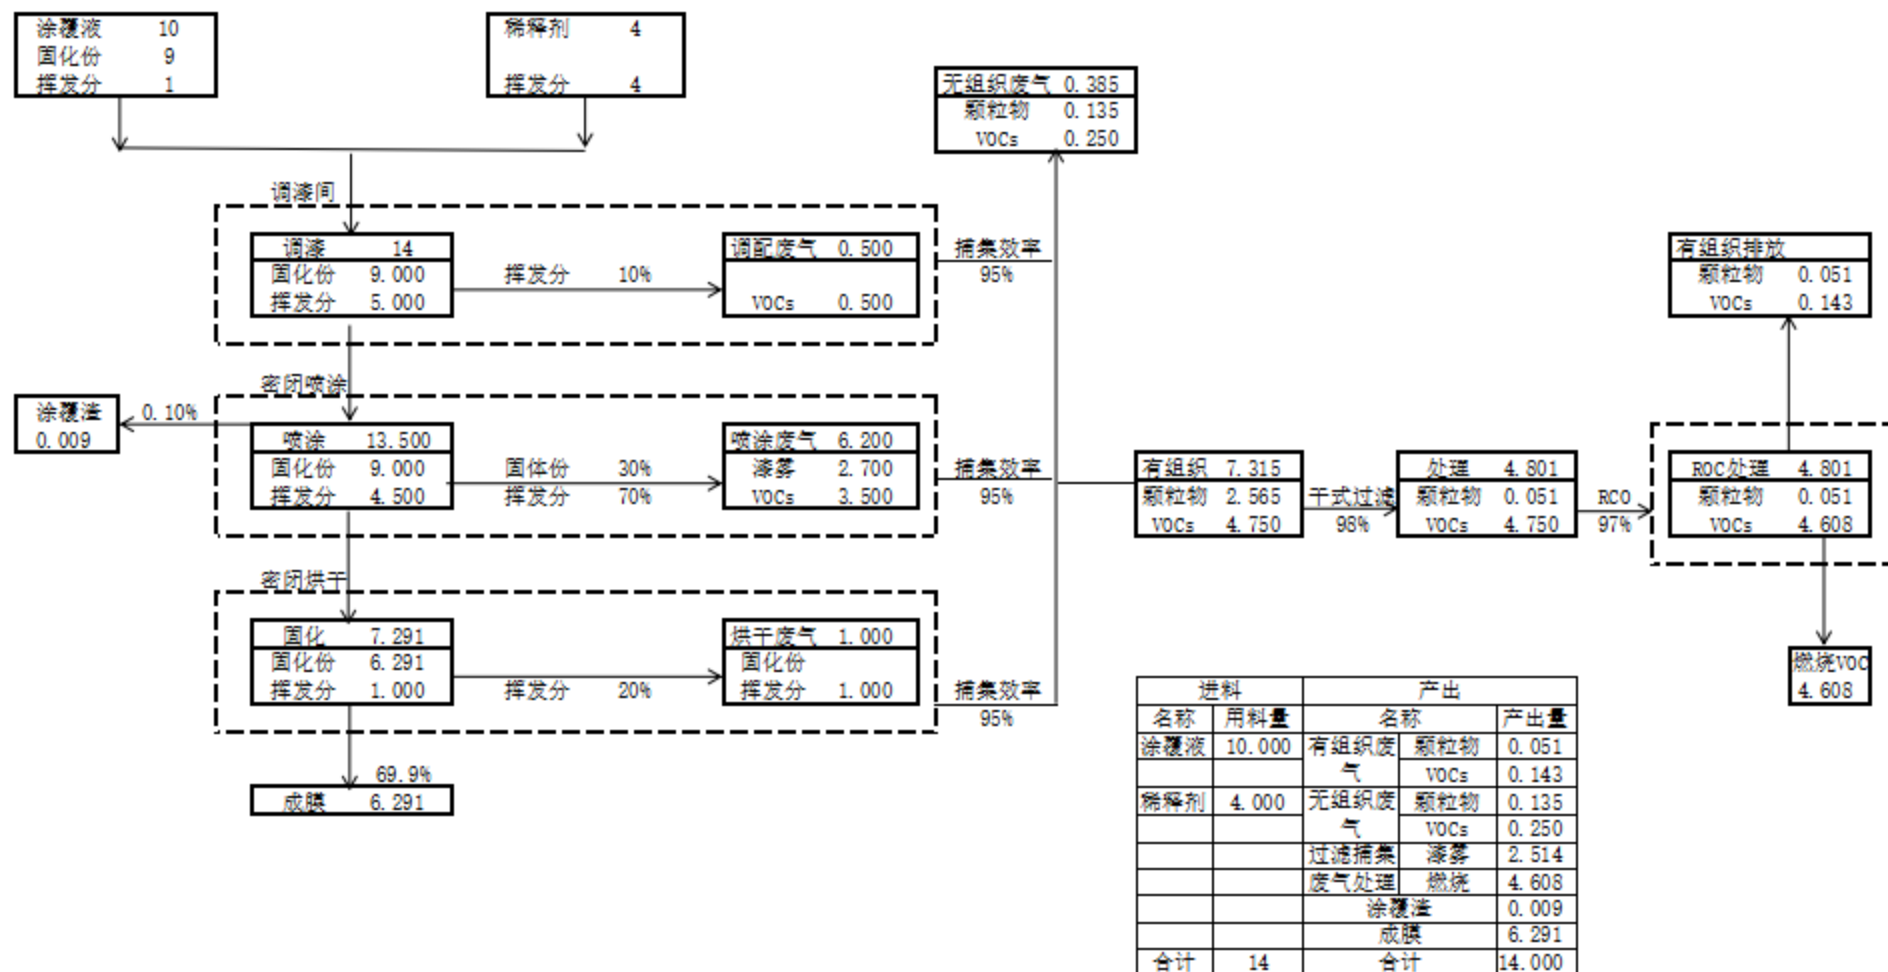 涂覆液 10
固化份 9
挥发分 1
稀释剂 4
挥发分 4
无组织废气 0.385
颗粒物 0.135
VOCs 0.250
调漆间
调漆 14
固化份 9.000
挥发分 5.000
挥发分 10%
调配废气 0.500
VOCs 0.500
捕集效率
95%
有组织排放
颗粒物 0.051
VOCs 0.143
密闭喷涂
涂覆渣
0.009
0.10%
喷涂 13.500
固化份 9.000
挥发分 4.500
固体份 30%
挥发分 70%
喷涂废气 6.200
漆雾 2.700
VOCs 3.500
捕集效率
95%
有组织 7.315
颗粒物 2.565
VOCs 4.750
干式过滤
98%
处理 4.801
颗粒物 0.051
VOCs 4.750
RCO
97%
ROC处理 4.801
颗粒物 0.051
VOCs 4.608
密闭烘干
固化 7.291
固化份 6.291
挥发分 1.000
挥发分 20%
烘干废气 1.000
固化份
挥发分 1.000
捕集效率
95%
燃烧VOC
4.608
69.9%
成膜 6.291
进料 产出
名称 用料量 名称 产出量
涂覆液 10.000 有组织废气 颗粒物 0.051
VOCs 0.143
稀释剂 4.000 无组织废气 颗粒物 0.135
VOCs 0.250
过滤捕集 漆雾 2.514
废气处理 燃烧 4.608
涂覆渣 0.009
成膜 6.291
合计 14 合计 14.000